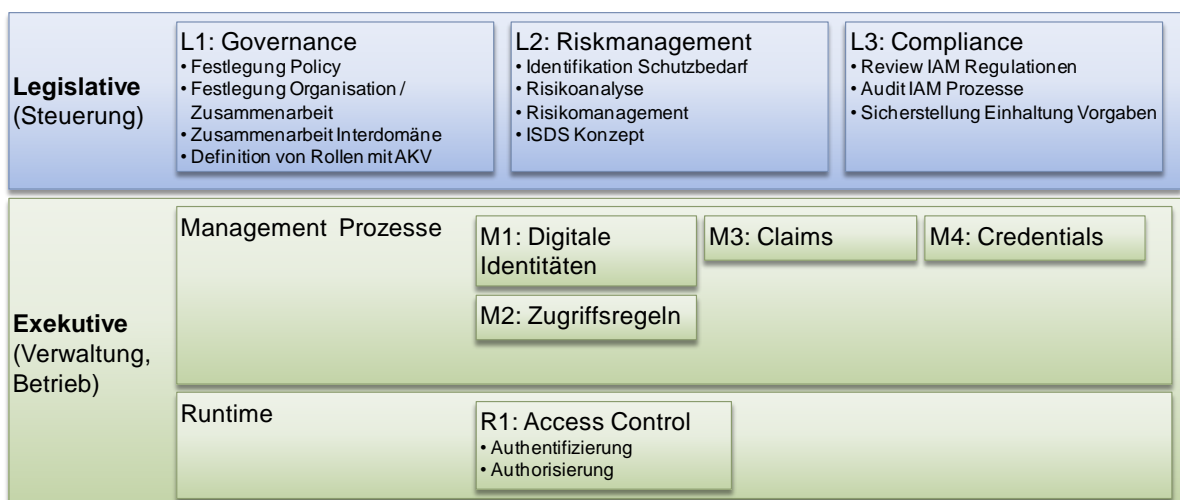 Legislative
(Steuerung)
L1: Governance
• Festlegung Policy
• Festlegung Organisation /
Zusammenarbeit
• Zusammenarbeit Interdomäne
• Definition von Rollen mit AKV
L2: Riskmanagement
• Identifikation Schutzbedarf
• Risikoanalyse
• Risikomanagement
• ISDS Konzept
L3: Compliance
• Review IAM Regulationen
• Audit IAM Prozesse
• Sicherstellung Einhaltung Vorgaben
Exekutive
(Verwaltung,
Betrieb)
Management Prozesse
M1: Digitale
Identitäten
M2: Zugriffsregeln
M3: Claims
M4: Credentials
Runtime
R1: Access Control
• Authentifizierung
• Authorisierung